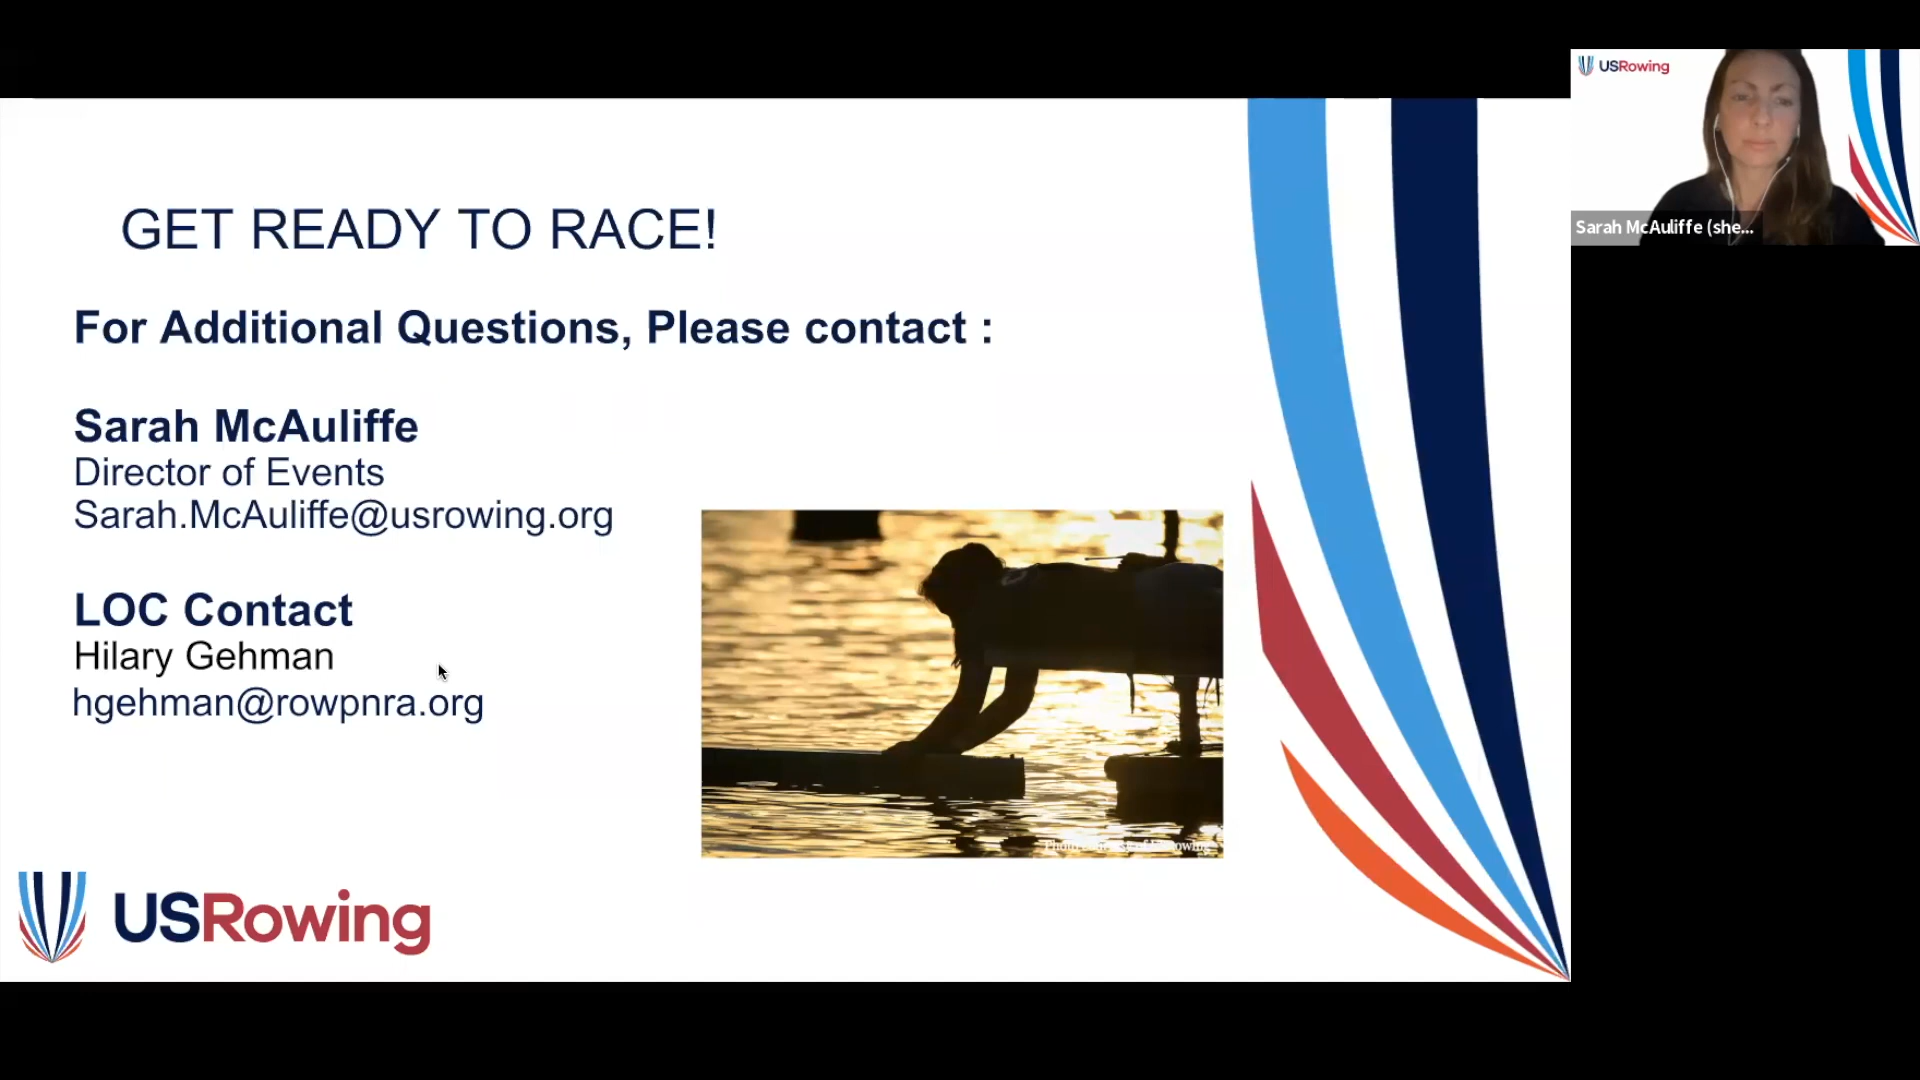 GET READY TO RACE!
For Additional Questions, Please contact :
Sarah McAuliffe
Director of Events
Sarah.McAuliffe@usrowing.org
LOC Contact
Hilary Gehman
hgehman@rowpnra.org
USRowing
USRowing
Sarah McAuliffe (she...